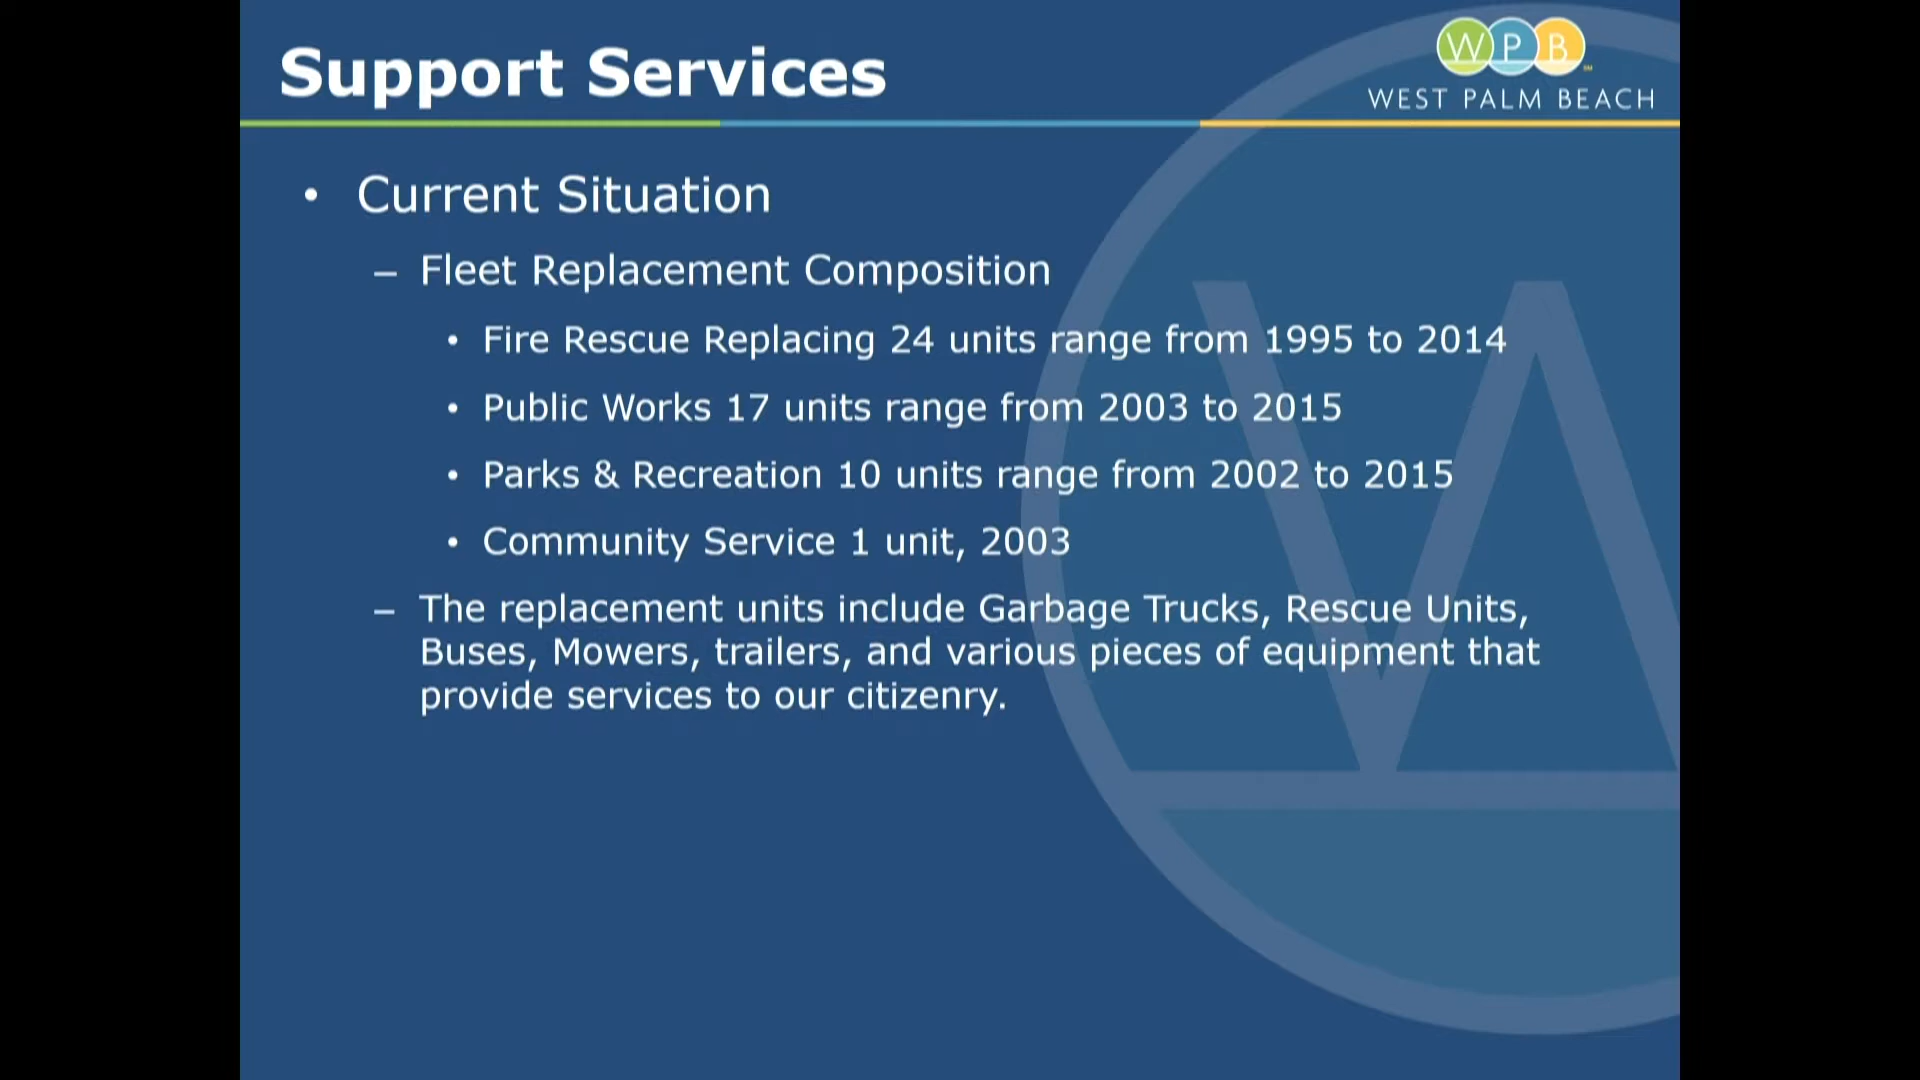 Support Services
W P B
WEST PALM BEACH
• Current Situation
– Fleet Replacement Composition
• Fire Rescue Replacing 24 units range from 1995 to 2014
• Public Works 17 units range from 2003 to 2015
• Parks & Recreation 10 units range from 2002 to 2015
• Community Service 1 unit, 2003
– The replacement units include Garbage Trucks, Rescue Units,
Buses, Mowers, trailers, and various pieces of equipment that
provide services to our citizenry.